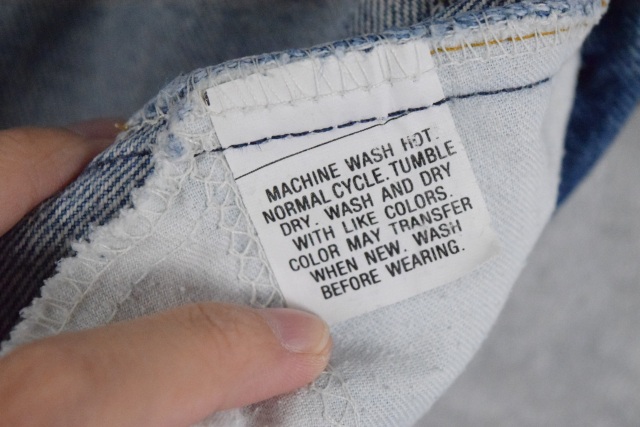 MACHINE WASH HOT.
NORMAL CYCLE. TUMBLE
DRY. WASH AND DRY
WITH LIKE COLORS.
COLOR MAY TRANSFER
WHEN NEW. WASH
BEFORE WEARING.